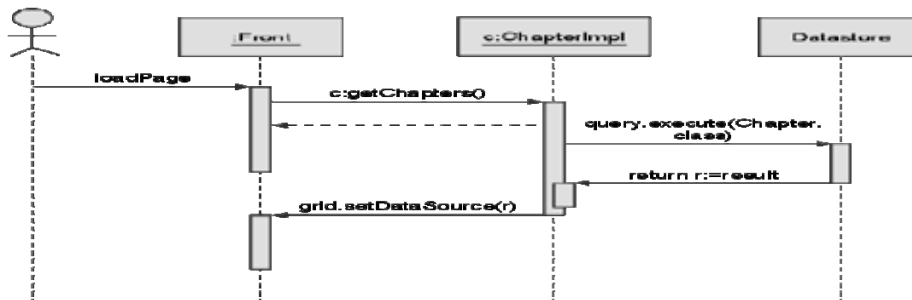 :Front
c:ChapterImpl
Datastore
loadPage
c:getChapters()
query.execute(Chapter.
class)
return r:=result
grid.setDataSource(r)